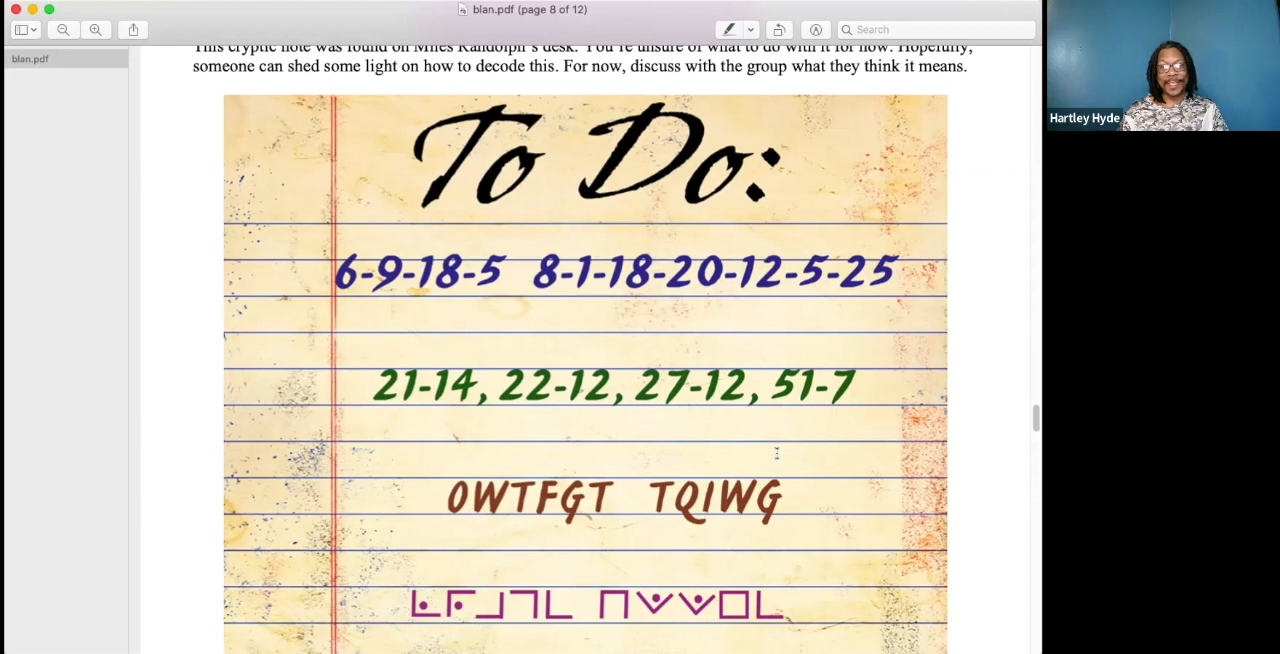 blan.pdf (page 8 of 12)
Search
blan.pdf
This cryptic note was found on Miles Randolph's desk. You're unsure of what to do with it for now. Hopefully,
someone can shed some light on how to decode this. For now, discuss with the group what they think it means.
To Do:
6-9-18-5 8-1-18-20-12-5-25
21-14, 22-12, 27-12, 51-7
OWTFGT TQIWG
Hartley Hyde